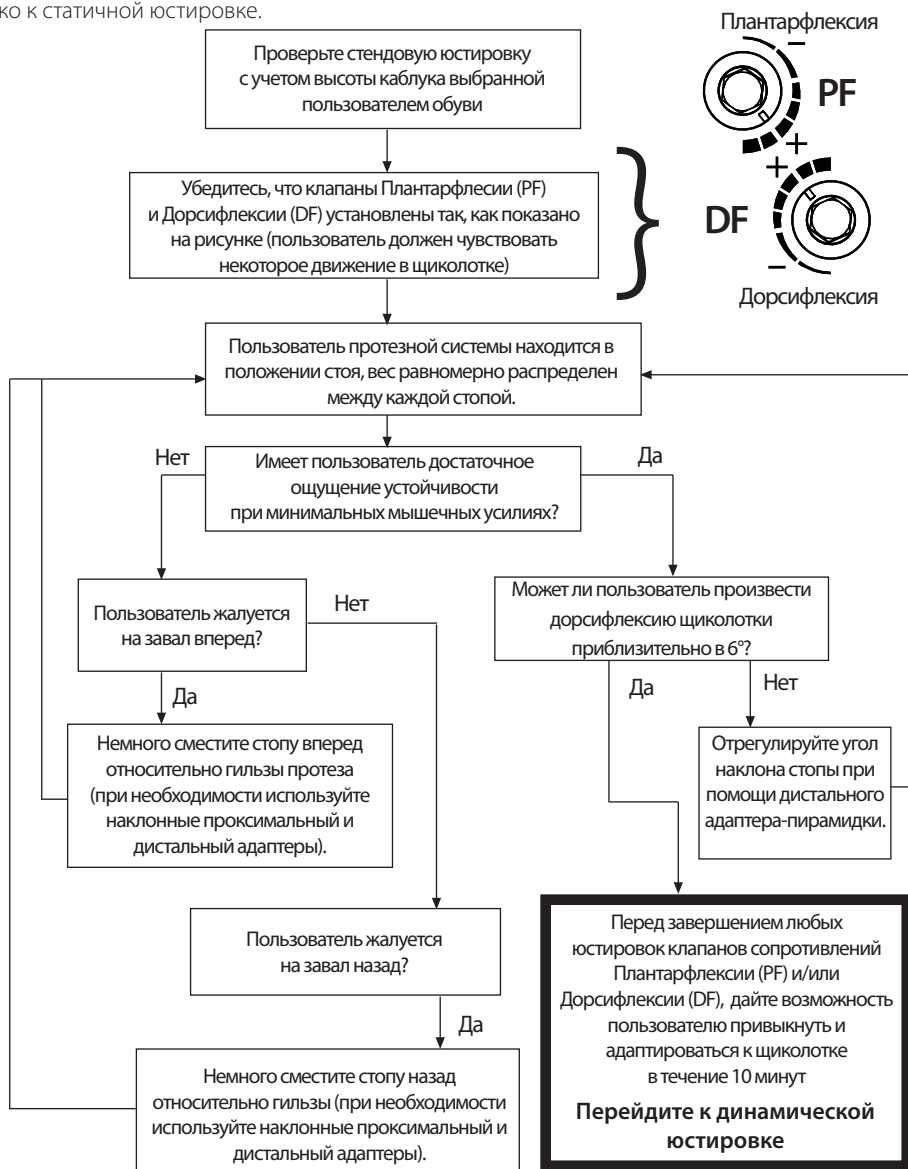 ко к статичной юстировке.
Плантарфлексия
−
PF
+
+
DF
−
Дорсифлексия
Проверьте стендовую юстировку
с учетом высоты каблука выбранной
пользователем обуви
Убедитесь, что клапаны Плантарфлесии (PF)
и Дорсифлексии (DF) установлены так, как показано
на рисунке (пользователь должен чувствовать
некоторое движение в щиколотке)
Пользователь протезной системы находится в
положении стоя, вес равномерно распределен
между каждой стопой.
Имеет пользователь достаточное
ощущение устойчивости
при минимальных мышечных усилиях?
Нет
Да
Пользователь жалуется
на завал вперед?
Нет
Да
Может ли пользователь произвести
дорсифлексию щиколотки
приблизительно в 6°?
Да
Нет
Немного сместите стопу вперед
относительно гильзы протеза
(при необходимости используйте
наклонные проксимальный и
дистальный адаптеры).
Отрегулируйте угол
наклона стопы при
помощи дистального
адаптера-пирамидки.
Пользователь жалуется
на завал назад?
Да
Немного сместите стопу назад
относительно гильзы (при необходимости
используйте наклонные проксимальный и
дистальный адаптеры).
Перед завершением любых
юстировок клапанов сопротивлений
Плантарфлексии (PF) и/или
Дорсифлексии (DF), дайте возможность
пользователю привыкнуть и
адаптироваться к щиколотке
в течение 10 минут
Перейдите к динамической
юстировке